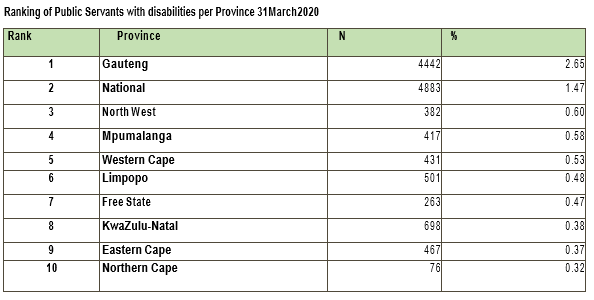 Ranking of Public Servants with disabilities per Province 31March2020
Rank Province N %
1 Gauteng 4442 2.65
2 National 4883 1.47
3 North West 382 0.60
4 Mpumalanga 417 0.58
5 Western Cape 431 0.53
6 Limpopo 501 0.48
7 Free State 263 0.47
8 KwaZulu-Natal 698 0.38
9 Eastern Cape 467 0.37
10 Northern Cape 76 0.32